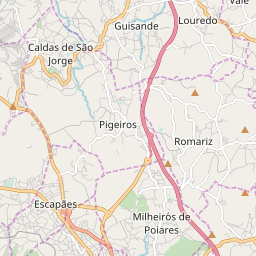 Vale
Louredo
Guisande
Caldas de São
Jorge
Pigeiros
Romariz
Escapães
Milheirós de
Poiares